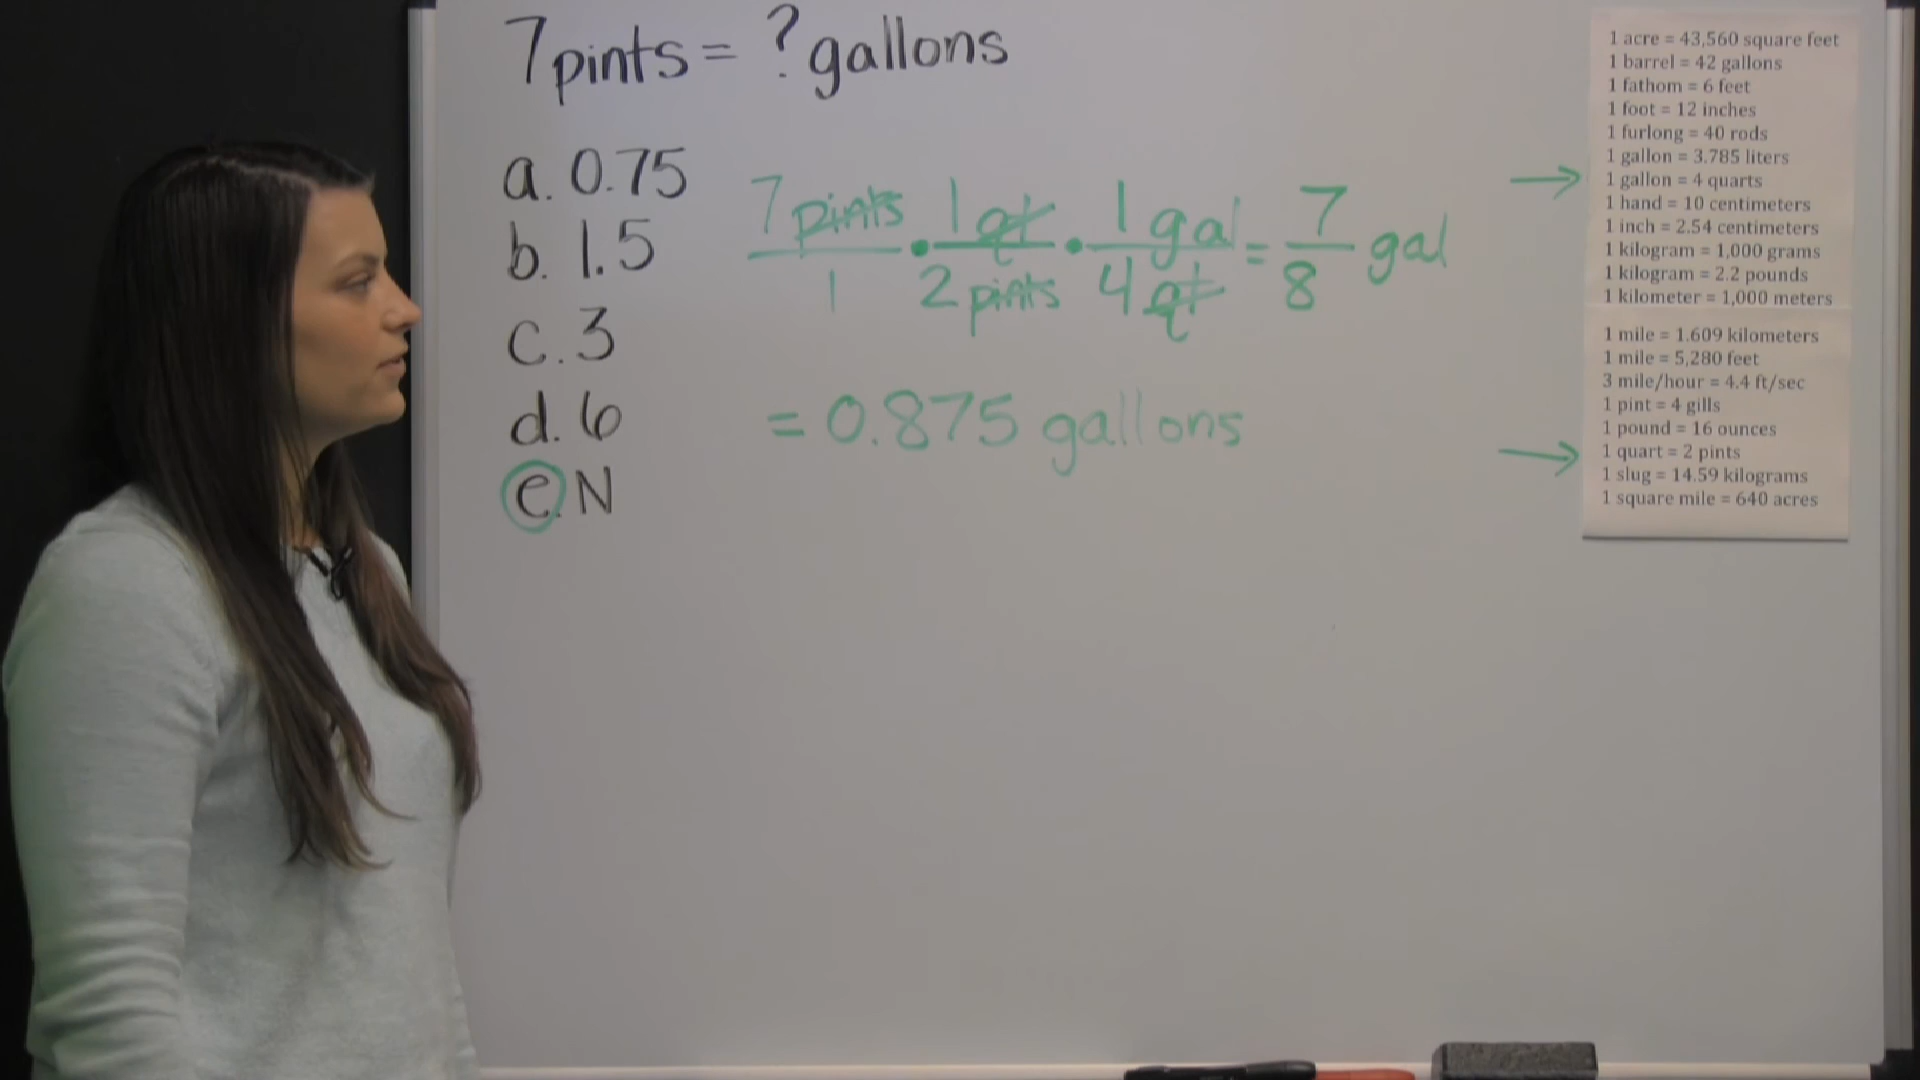 7 pints = ? gallons
a. 0.75
b. 1.5
c. 3
d. 6
e. N
7 pints / 1 • 1 qt / 2 pints • 1 gal / 4 qt = 7 / 8 gal
= 0.875 gallons
→
→
1 acre = 43,560 square feet
1 barrel = 42 gallons
1 fathom = 6 feet
1 foot = 12 inches
1 furlong = 40 rods
1 gallon = 3.785 liters
1 gallon = 4 quarts
1 hand = 10 centimeters
1 inch = 2.54 centimeters
1 kilogram = 1,000 grams
1 kilogram = 2.2 pounds
1 kilometer = 1,000 meters
1 mile = 1.609 kilometers
1 mile = 5,280 feet
3 mile/hour = 4.4 ft/sec
1 pint = 4 gills
1 pound = 16 ounces
1 quart = 2 pints
1 slug = 14.59 kilograms
1 square mile = 640 acres